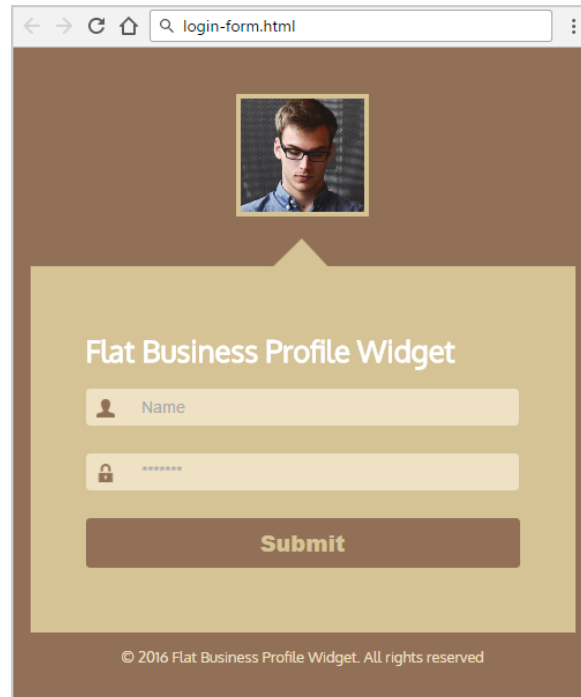 login-form.html
Flat Business Profile Widget
Name
*******
Submit
© 2016 Flat Business Profile Widget. All rights reserved